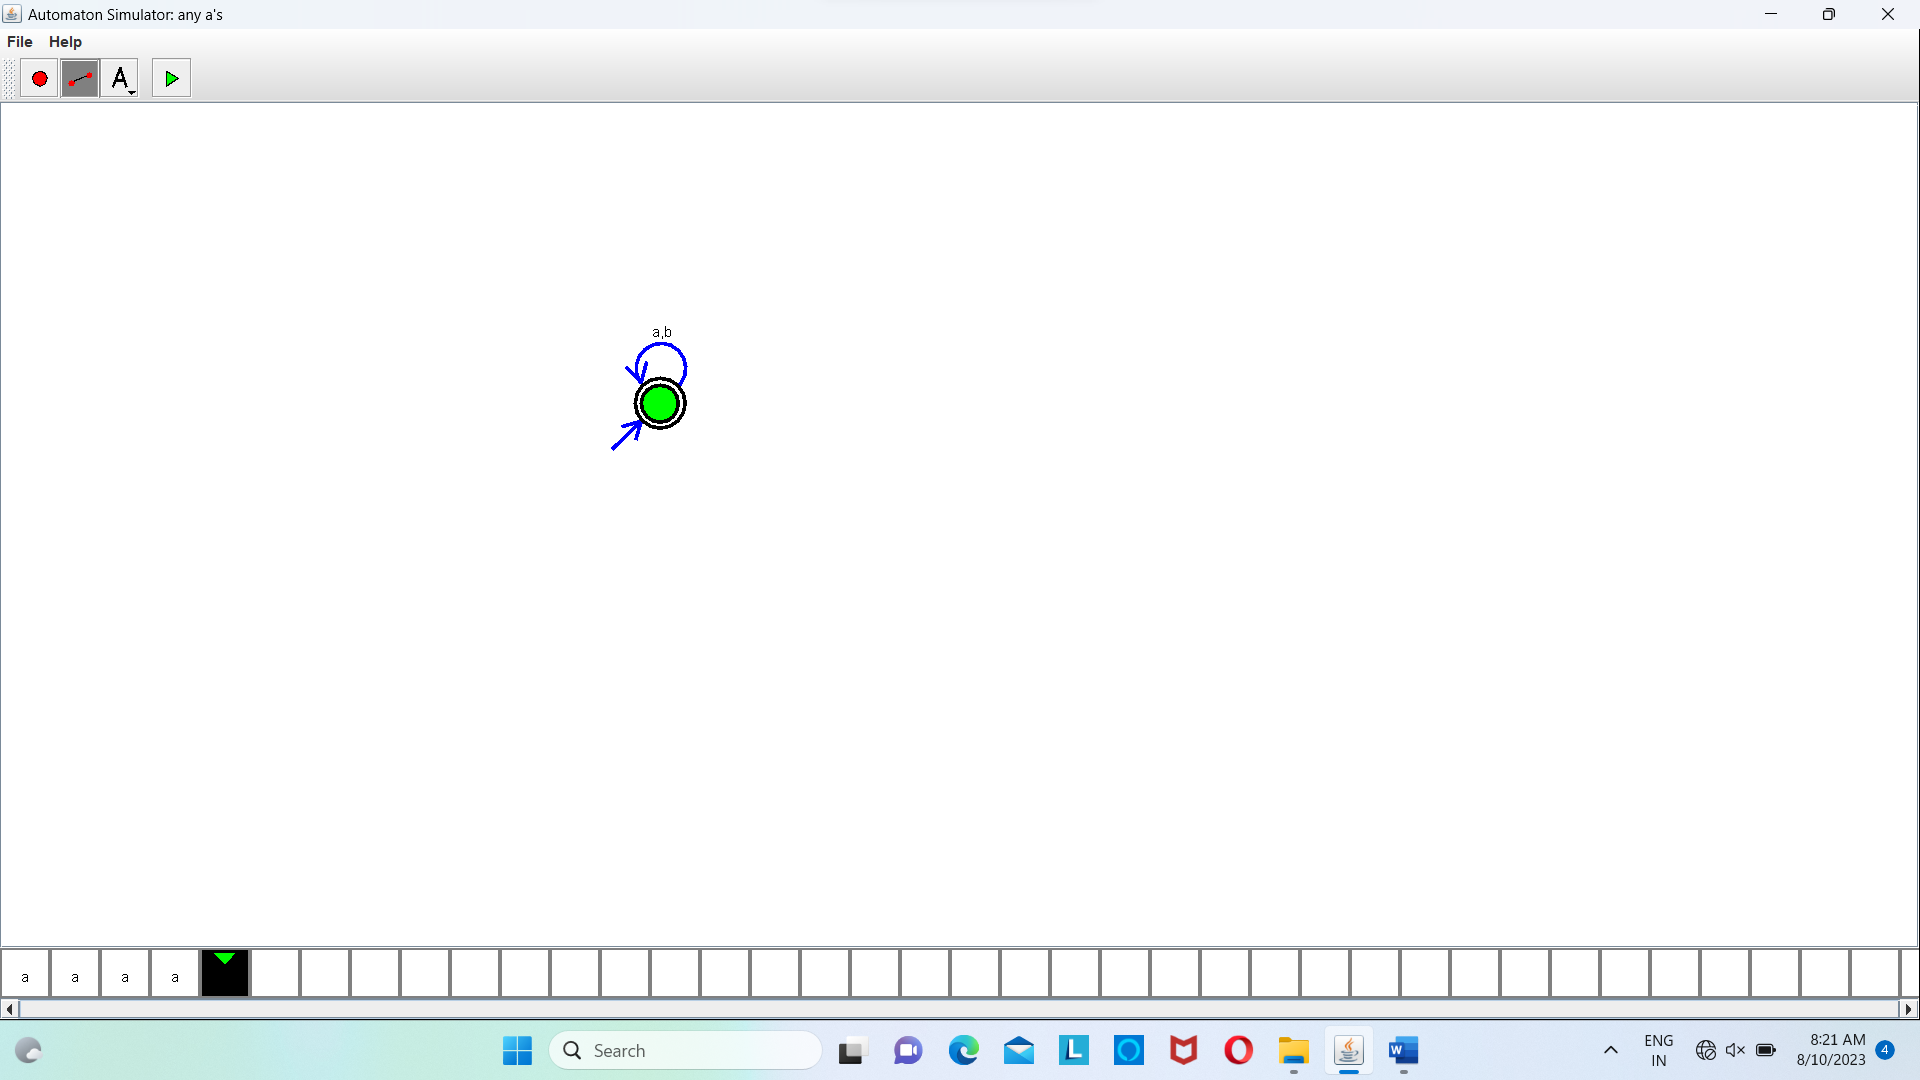 Automaton Simulator: any a's
File Help
A
a,b
a a a a
Search
L
W
ENG
IN
8:21 AM
8/10/2023
4